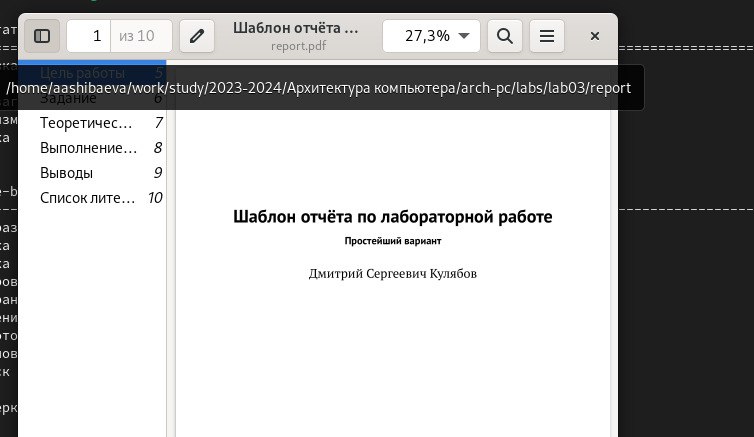 Шаблон отчёта ...
report.pdf
1 из 10
27,3%
Цель работы 5
/home/aashibaeva/work/study/2023-2024/Архитектура компьютера/arch-pc/labs/lab03/report
Задание 6
Теоретичес... 7
Выполнение... 8
Выводы 9
Список лите... 10
Шаблон отчёта по лабораторной работе
Простейший вариант
Дмитрий Сергеевич Кулябов